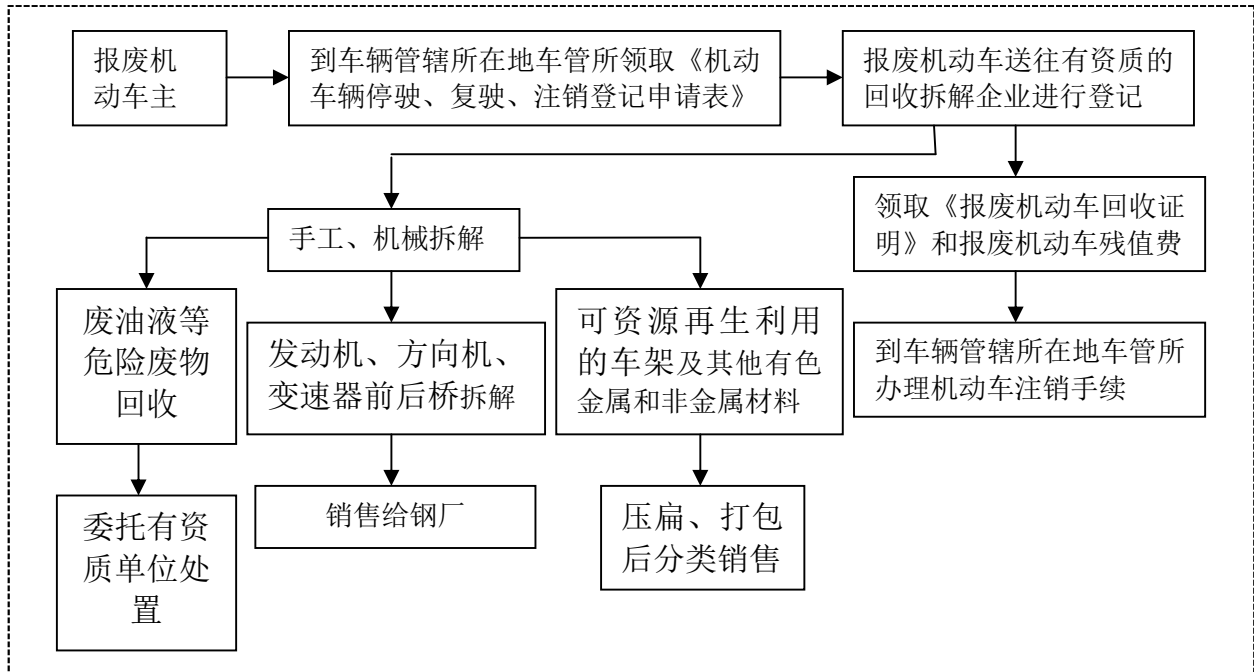 报废机
动车主
到车辆管辖所在地车管所领取《机动
车辆停驶、复驶、注销登记申请表》
报废机动车送往有资质的
回收拆解企业进行登记
领取《报废机动车回收证
明》和报废机动车残值费
手工、机械拆解
废油液等
危险废物
回收
发动机、方向机、
变速器前后桥拆解
可资源再生利用
的车架及其他有色
金属和非金属材料
到车辆管辖所在地车管所
办理机动车注销手续
委托有资
质单位处
置
销售给钢厂
压扁、打包
后分类销售